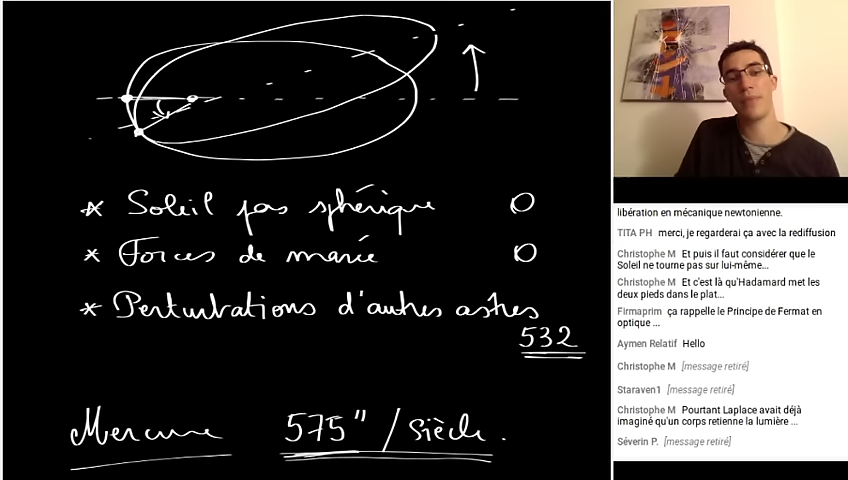 * Soleil pas sphérique 0
* Forces de marée 0
* Perturbations d'autres astres
532
Mercure 575" / siècle.
libération en mécanique newtonienne.
TITA PH merci, je regarderai ça avec la rediffusion
Christophe M Et puis il faut considérer que le
Soleil ne tourne pas sur lui-même...
Christophe M Et c'est là qu'Hadamard met les
deux pieds dans le plat...
Firmaprim ça rappelle le Principe de Fermat en
optique ...
Aymen Relatif Hello
Christophe M [message retiré]
Staraven1 [message retiré]
Christophe M Pourtant Laplace avait déjà
imaginé qu'un corps retienne la lumière ...
Séverin P. [message retiré]